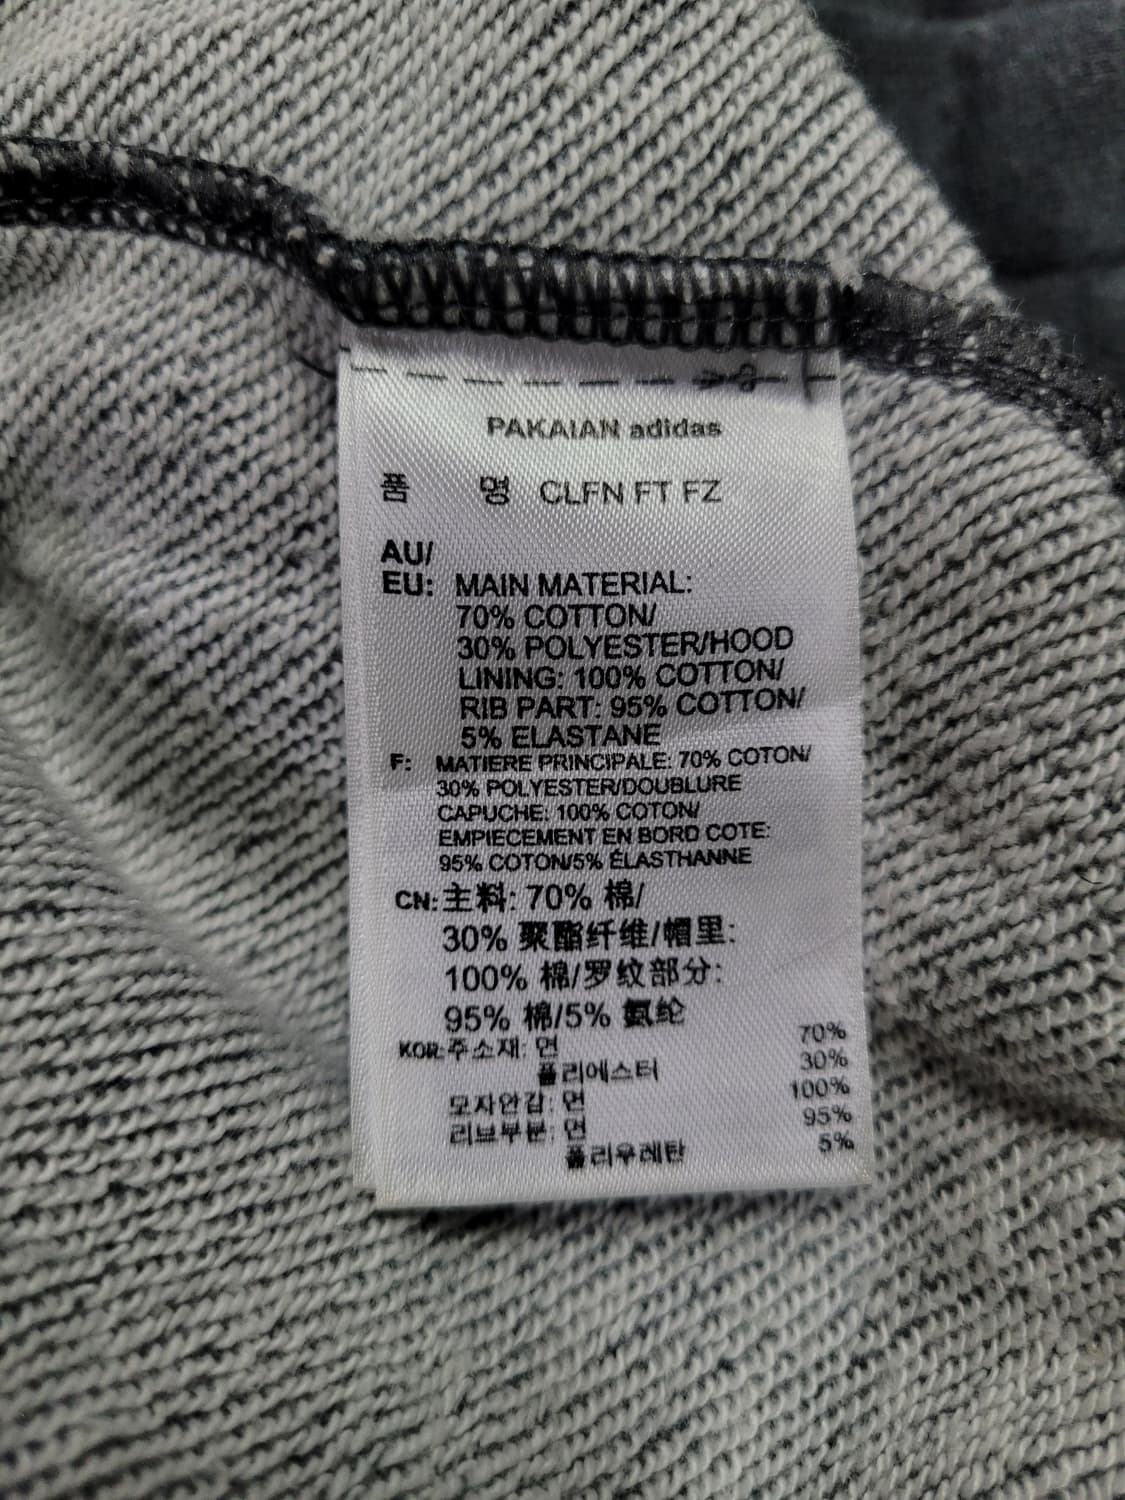 PAKAIAN adidas
품 명 CLFN FT FZ
AU/
EU: MAIN MATERIAL:
70% COTTON/
30% POLYESTER/HOOD
LINING: 100% COTTON/
RIB PART: 95% COTTON/
5% ELASTANE
F: MATIERE PRINCIPALE: 70% COTON/
30% POLYESTER/DOUBLURE
CAPUCHE: 100% COTON/
EMPIECEMENT EN BORD COTE:
95% COTON/5% ÉLASTHANNE
CN: 主料: 70% 棉/
30% 聚酯纤维/帽里:
100% 棉/罗纹部分:
95% 棉/5% 氨纶
KOR: 주소재: 면 70%
폴리에스터 30%
모자안감: 면 100%
리브부분: 면 95%
폴리우레탄 5%